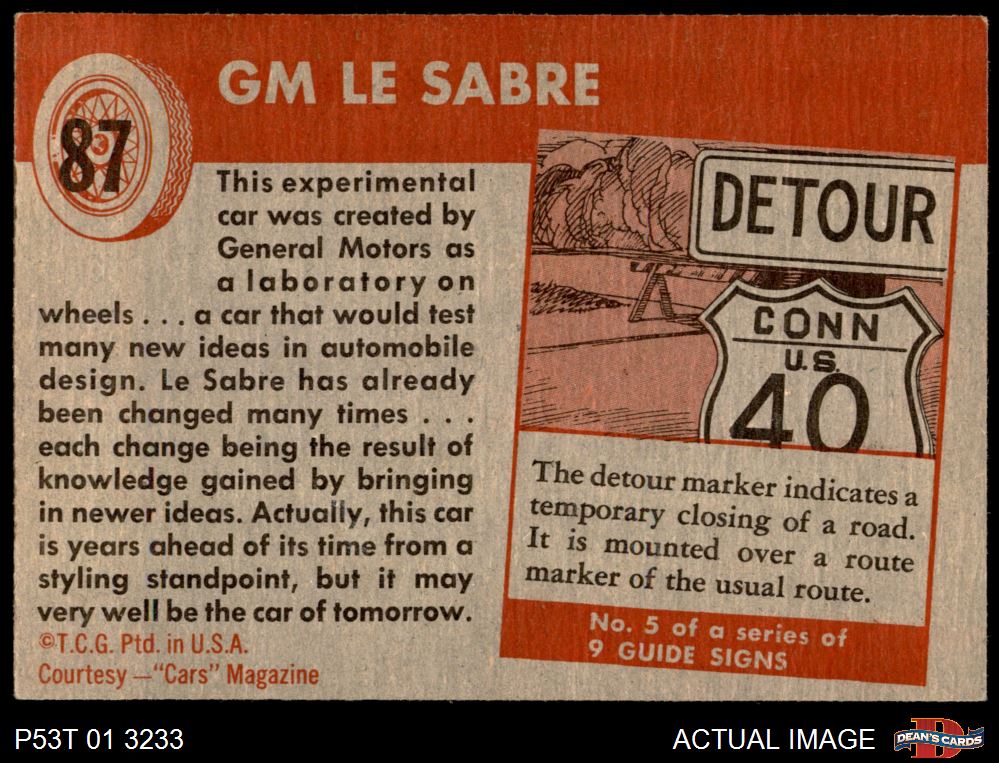 GM LE SABRE
87
This experimental
car was created by
General Motors as
a laboratory on
wheels . . . a car that would test
many new ideas in automobile
design. Le Sabre has already
been changed many times . . .
each change being the result of
knowledge gained by bringing
in newer ideas. Actually, this car
is years ahead of its time from a
styling standpoint, but it may
very well be the car of tomorrow.
©T.C.G. Ptd. in U.S.A.
Courtesy —"Cars" Magazine
DETOUR
CONN
U.S.
40
The detour marker indicates a
temporary closing of a road.
It is mounted over a route
marker of the usual route.
No. 5 of a series of
9 GUIDE SIGNS
P53T 01 3233
ACTUAL IMAGE
DEAN'S CARDS